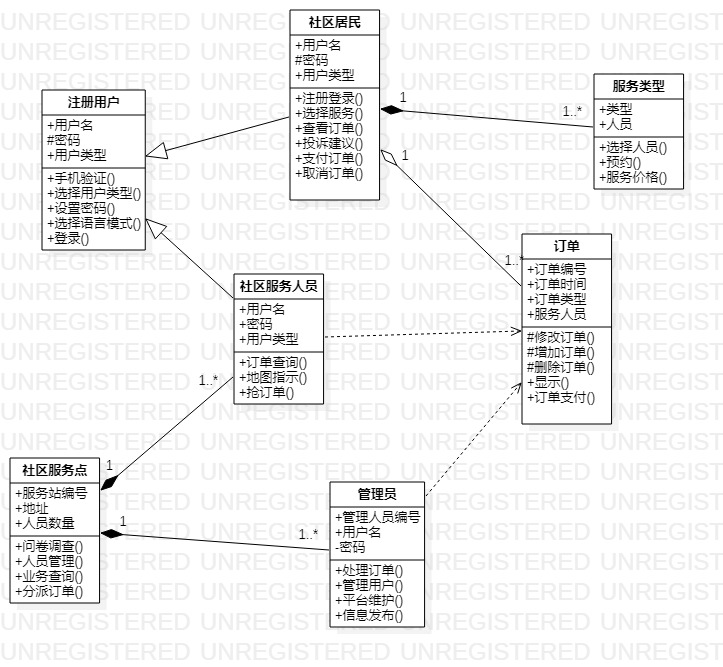 社区居民
+用户名
#密码
+用户类型
+注册登录()
+选择服务()
+查看订单()
+投诉建议()
+支付订单()
+取消订单()
服务类型
+类型
+人员
+选择人员()
+预约()
+服务价格()
注册用户
+用户名
#密码
+用户类型
+手机验证()
+选择用户类型()
+设置密码()
+选择语言模式()
+登录()
1
1..*
1
1..*
订单
+订单编号
+订单时间
+订单类型
+服务人员
#修改订单()
#增加订单()
#删除订单()
+显示()
+订单支付()
社区服务人员
+用户名
+密码
+用户类型
+订单查询()
+地图指示()
+抢订单()
1..*
1
社区服务点
+服务站编号
+地址
+人员数量
+问卷调查()
+人员管理()
+业务查询()
+分派订单()
1
1..*
管理员
+管理人员编号
+用户名
-密码
+处理订单()
+管理用户()
+平台维护()
+信息发布()
UNREGISTERED UNREGISTERED UNREGISTERED UNREGIST